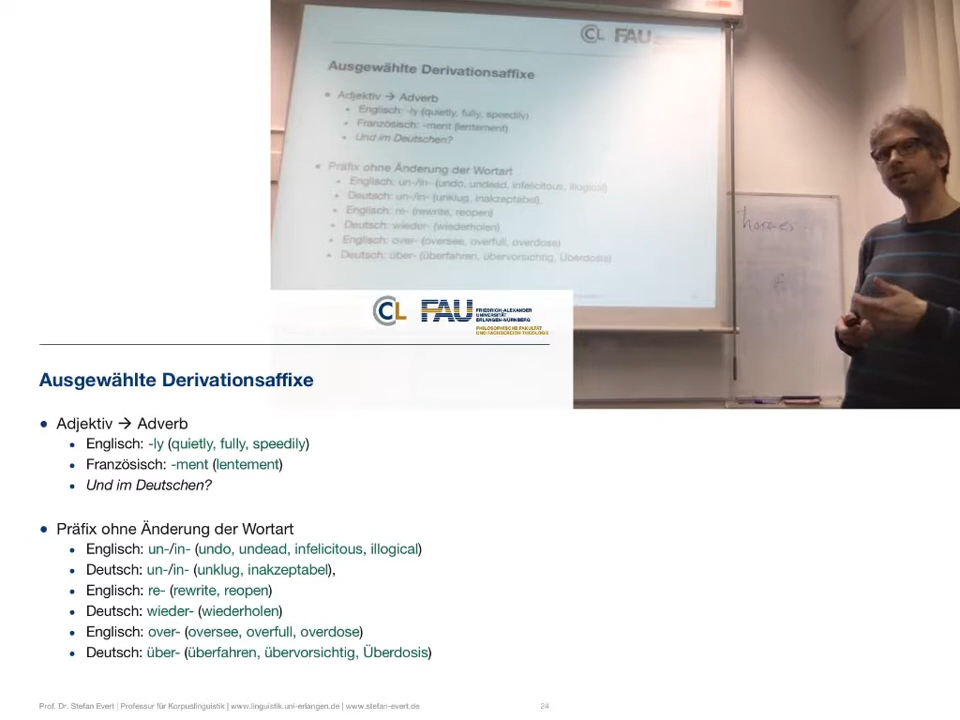 CL FAU
Ausgewählte Derivationsaffixe
Adjektiv → Adverb
Englisch: -ly (quietly, fully, speedily)
Französisch: -ment (lentement)
Und im Deutschen?
Präfix ohne Änderung der Wortart
Englisch: un-/in- (undo, undead, infelicitous, illogical)
Deutsch: un-/in- (unklug, inakzeptabel),
Englisch: re- (rewrite, reopen)
Deutsch: wieder- (wiederholen)
Englisch: over- (oversee, overfull, overdose)
Deutsch: über- (überfahren, übervorsichtig, Überdosis)
CL FAU FRIEDRICH-ALEXANDER
UNIVERSITÄT
ERLANGEN-NÜRNBERG
PHILOSOPHISCHE FAKULTÄT
UND FACHBEREICH THEOLOGIE
Ausgewählte Derivationsaffixe
• Adjektiv → Adverb
• Englisch: -ly (quietly, fully, speedily)
• Französisch: -ment (lentement)
• Und im Deutschen?
• Präfix ohne Änderung der Wortart
• Englisch: un-/in- (undo, undead, infelicitous, illogical)
• Deutsch: un-/in- (unklug, inakzeptabel),
• Englisch: re- (rewrite, reopen)
• Deutsch: wieder- (wiederholen)
• Englisch: over- (oversee, overfull, overdose)
• Deutsch: über- (überfahren, übervorsichtig, Überdosis)
Prof. Dr. Stefan Evert | Professur für Korpuslinguistik | www.linguistik.uni-erlangen.de | www.stefan-evert.de 24